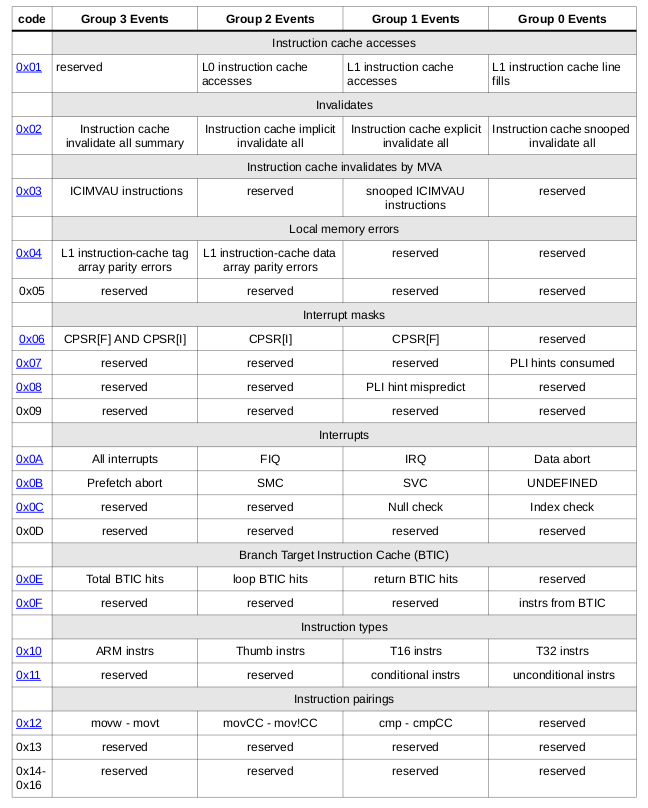 code Group 3 Events Group 2 Events Group 1 Events Group 0 Events
Instruction cache accesses
0x01 reserved L0 instruction cache accesses L1 instruction cache accesses L1 instruction cache line fills
Invalidates
0x02 Instruction cache invalidate all summary Instruction cache implicit invalidate all Instruction cache explicit invalidate all Instruction cache snooped invalidate all
Instruction cache invalidates by MVA
0x03 ICIMVAU instructions reserved snooped ICIMVAU instructions reserved
Local memory errors
0x04 L1 instruction-cache tag array parity errors L1 instruction-cache data array parity errors reserved reserved
0x05 reserved reserved reserved reserved
Interrupt masks
0x06 CPSR[F] AND CPSR[I] CPSR[I] CPSR[F] reserved
0x07 reserved reserved reserved PLI hints consumed
0x08 reserved reserved PLI hint mispredict reserved
0x09 reserved reserved reserved reserved
Interrupts
0x0A All interrupts FIQ IRQ Data abort
0x0B Prefetch abort SMC SVC UNDEFINED
0x0C reserved reserved Null check Index check
0x0D reserved reserved reserved reserved
Branch Target Instruction Cache (BTIC)
0x0E Total BTIC hits loop BTIC hits return BTIC hits reserved
0x0F reserved reserved reserved instrs from BTIC
Instruction types
0x10 ARM instrs Thumb instrs T16 instrs T32 instrs
0x11 reserved reserved conditional instrs unconditional instrs
Instruction pairings
0x12 movw - movt movCC - mov!CC cmp - cmpCC reserved
0x13 reserved reserved reserved reserved
0x14-0x16 reserved reserved reserved reserved